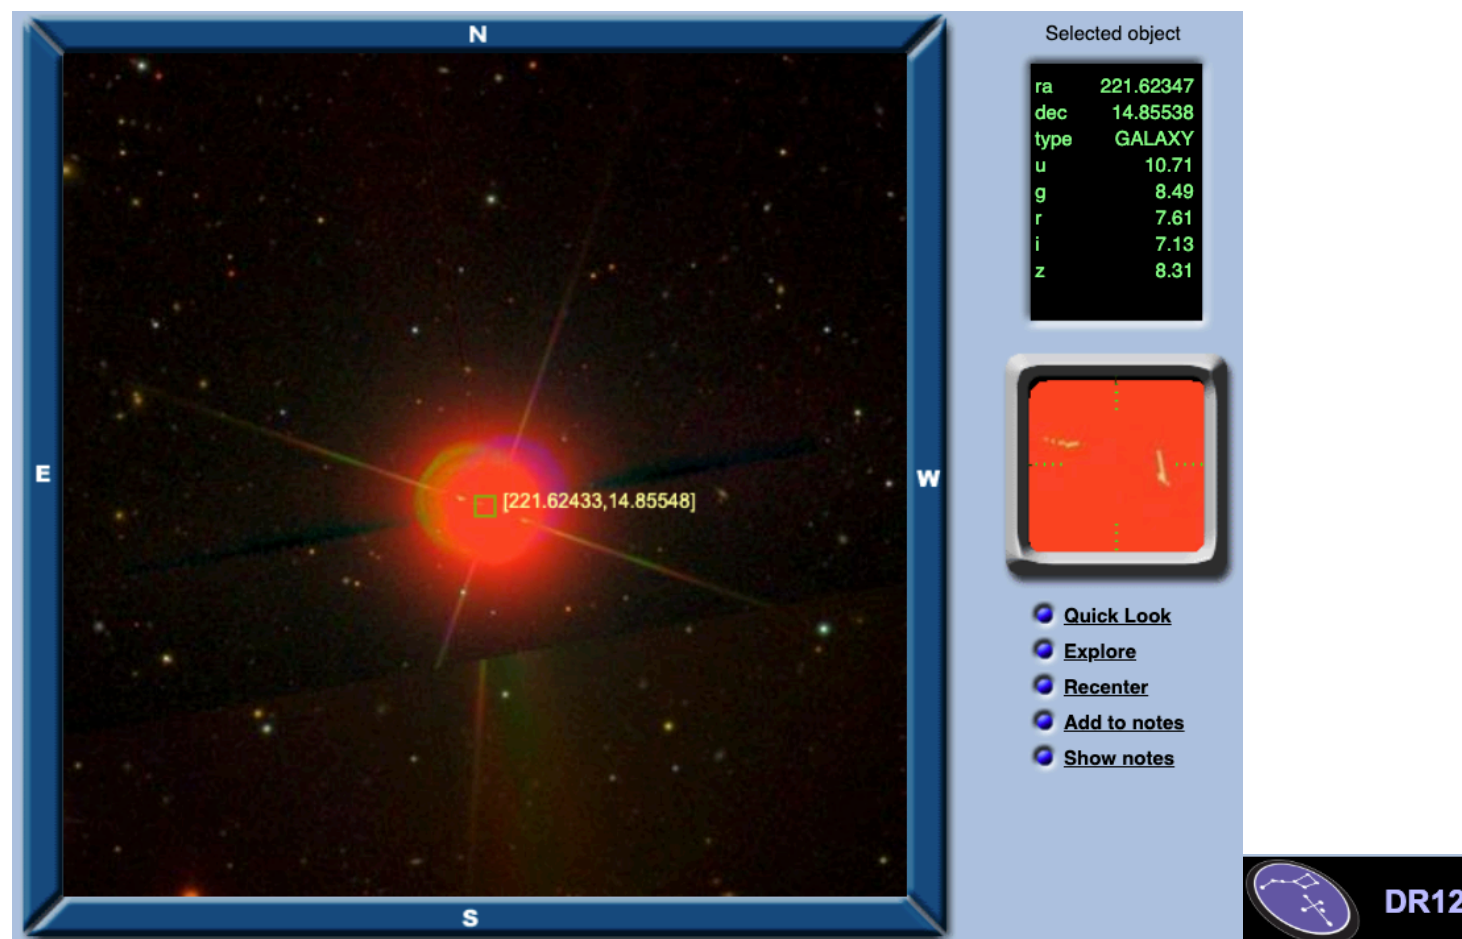 N
E
W
S
[221.62433,14.85548]
Selected object
ra 221.62347
dec 14.85538
type GALAXY
u 10.71
g 8.49
r 7.61
i 7.13
z 8.31
Quick Look
Explore
Recenter
Add to notes
Show notes
DR12